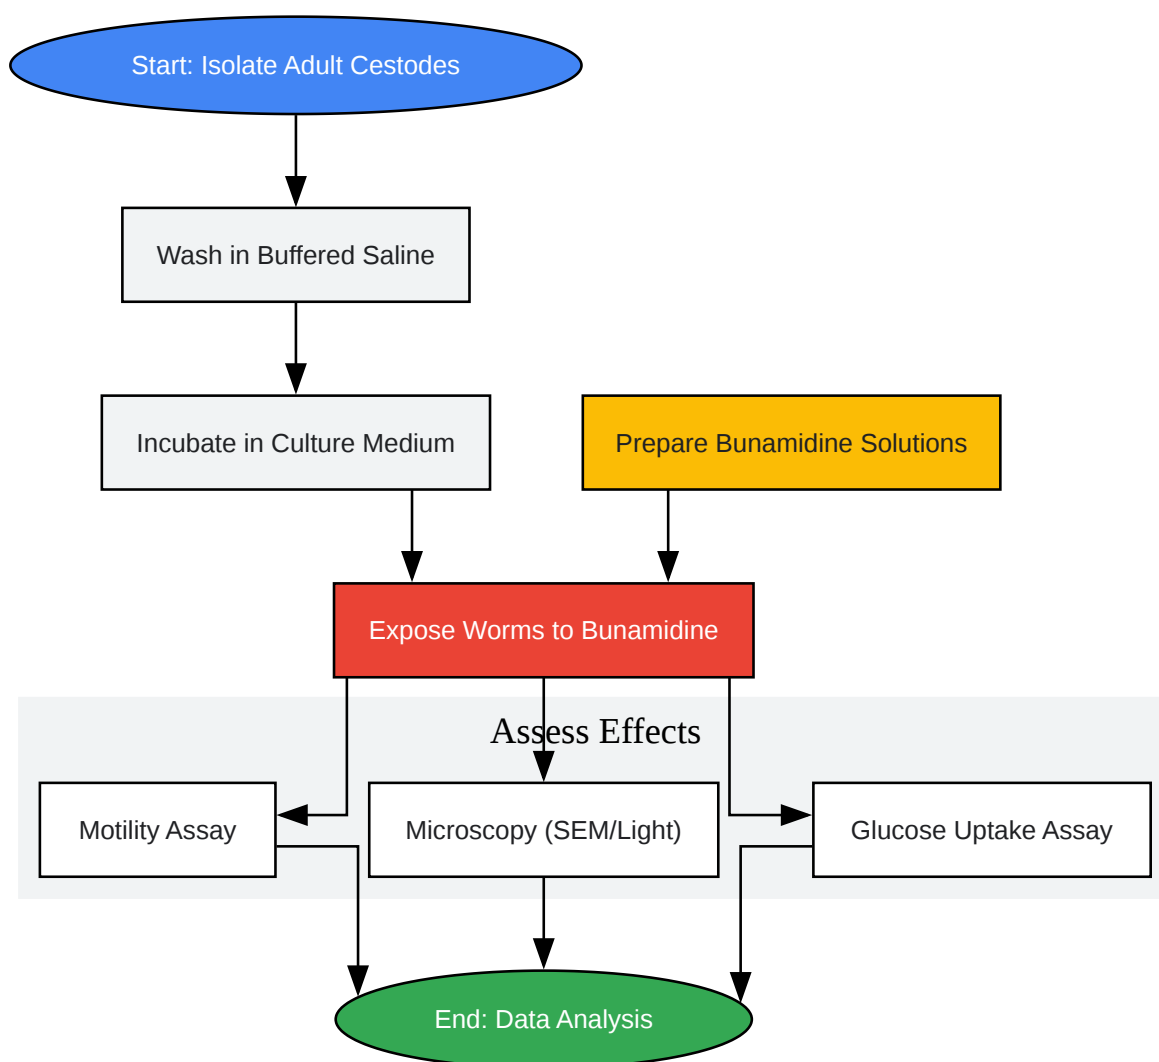 Start: Isolate Adult Cestodes
Wash in Buffered Saline
Incubate in Culture Medium
Prepare Bunamidine Solutions
Expose Worms to Bunamidine
Assess Effects
Motility Assay
Microscopy (SEM/Light)
Glucose Uptake Assay
End: Data Analysis